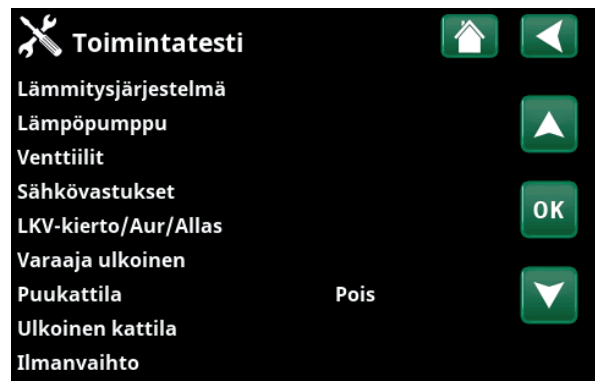 Toimintatesti
Lämmitysjärjestelmä
Lämpöpumppu
Venttiilit
Sähkövastukset
OK
LKV-kierto/Aur/Allas
Varaaja ulkoinen
Puukattila Pois
Ulkoinen kattila
Ilmanvaihto